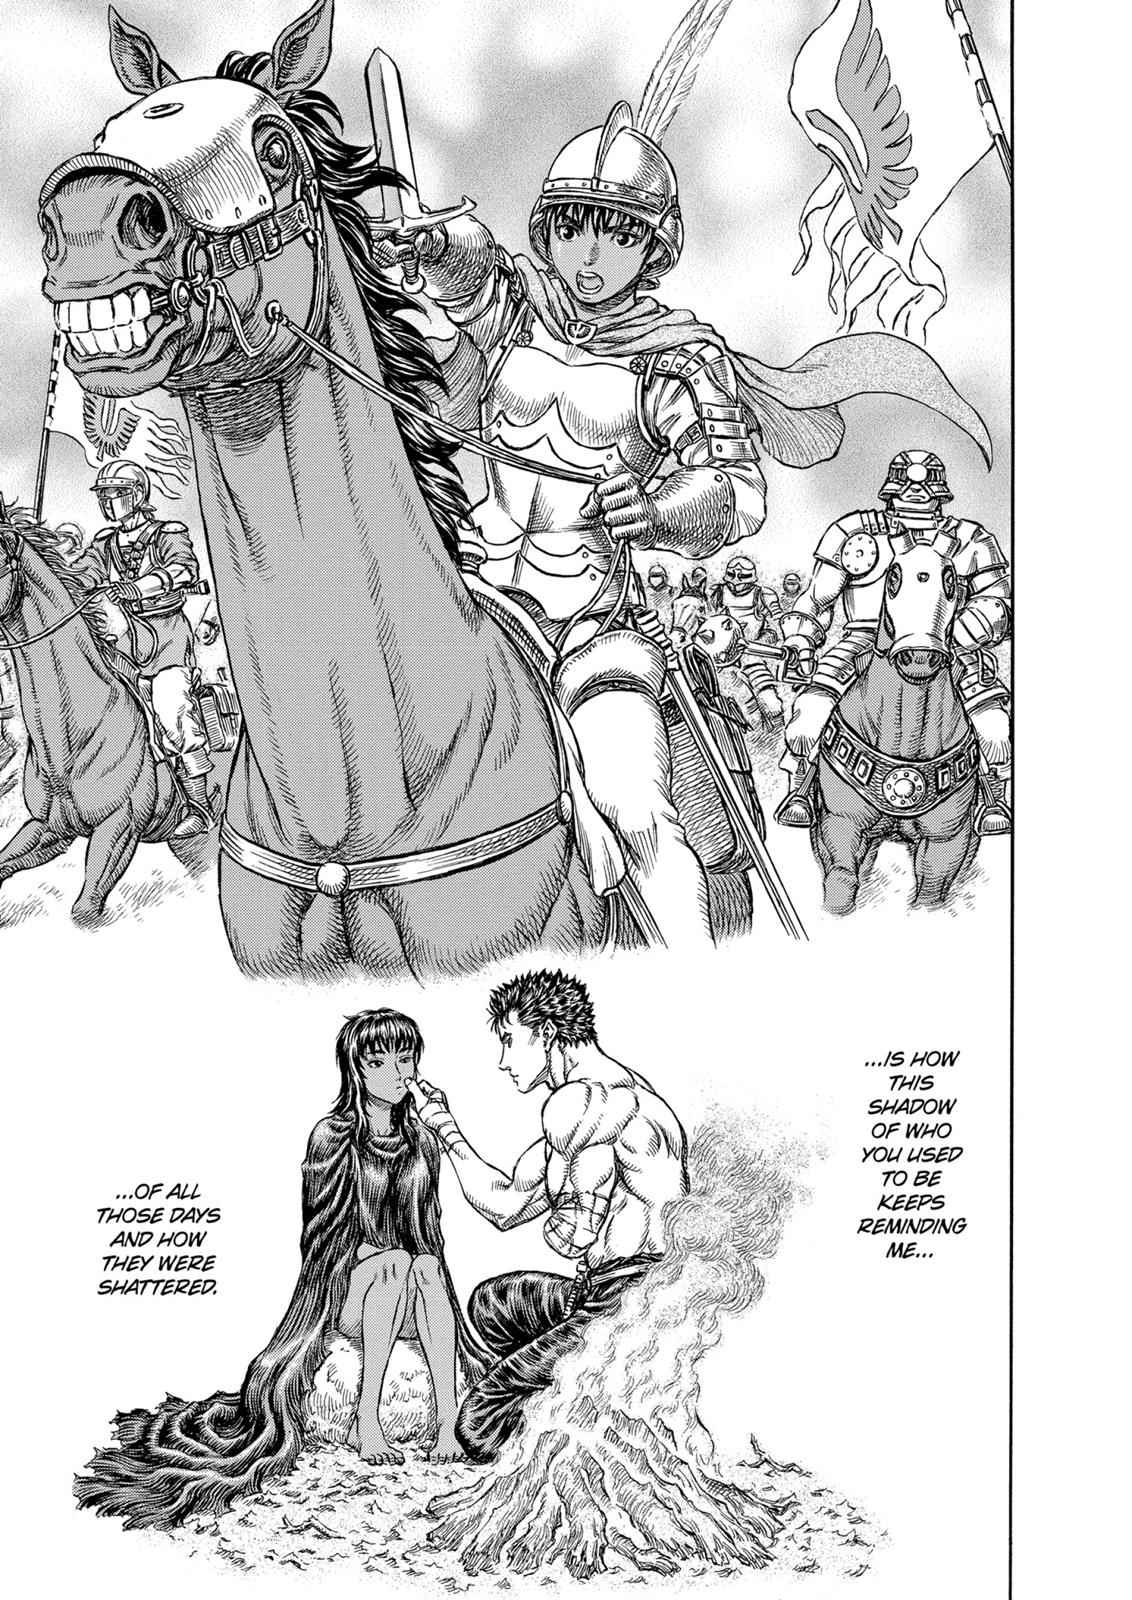 ...IS HOW
THIS
SHADOW
OF WHO
YOU USED
TO BE
KEEPS
REMINDING
ME...
...OF ALL
THOSE DAYS
AND HOW
THEY WERE
SHATTERED.